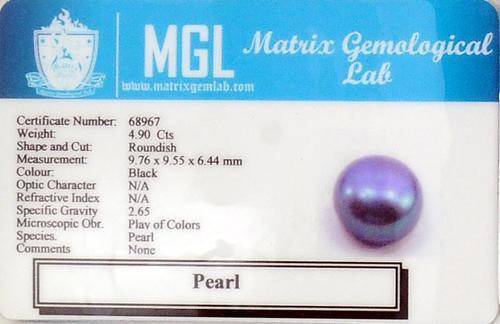 MGL Matrix Gemological
Lab
www.matrixgemlab.com
Certificate Number: 68967
Weight: 4.90 Cts
Shape and Cut: Roundish
Measurement: 9.76 x 9.55 x 6.44 mm
Colour: Black
Optic Character N/A
Refractive Index N/A
Specific Gravity 2.65
Microscopic Obr. Play of Colors
Species. Pearl
Comments None
Pearl